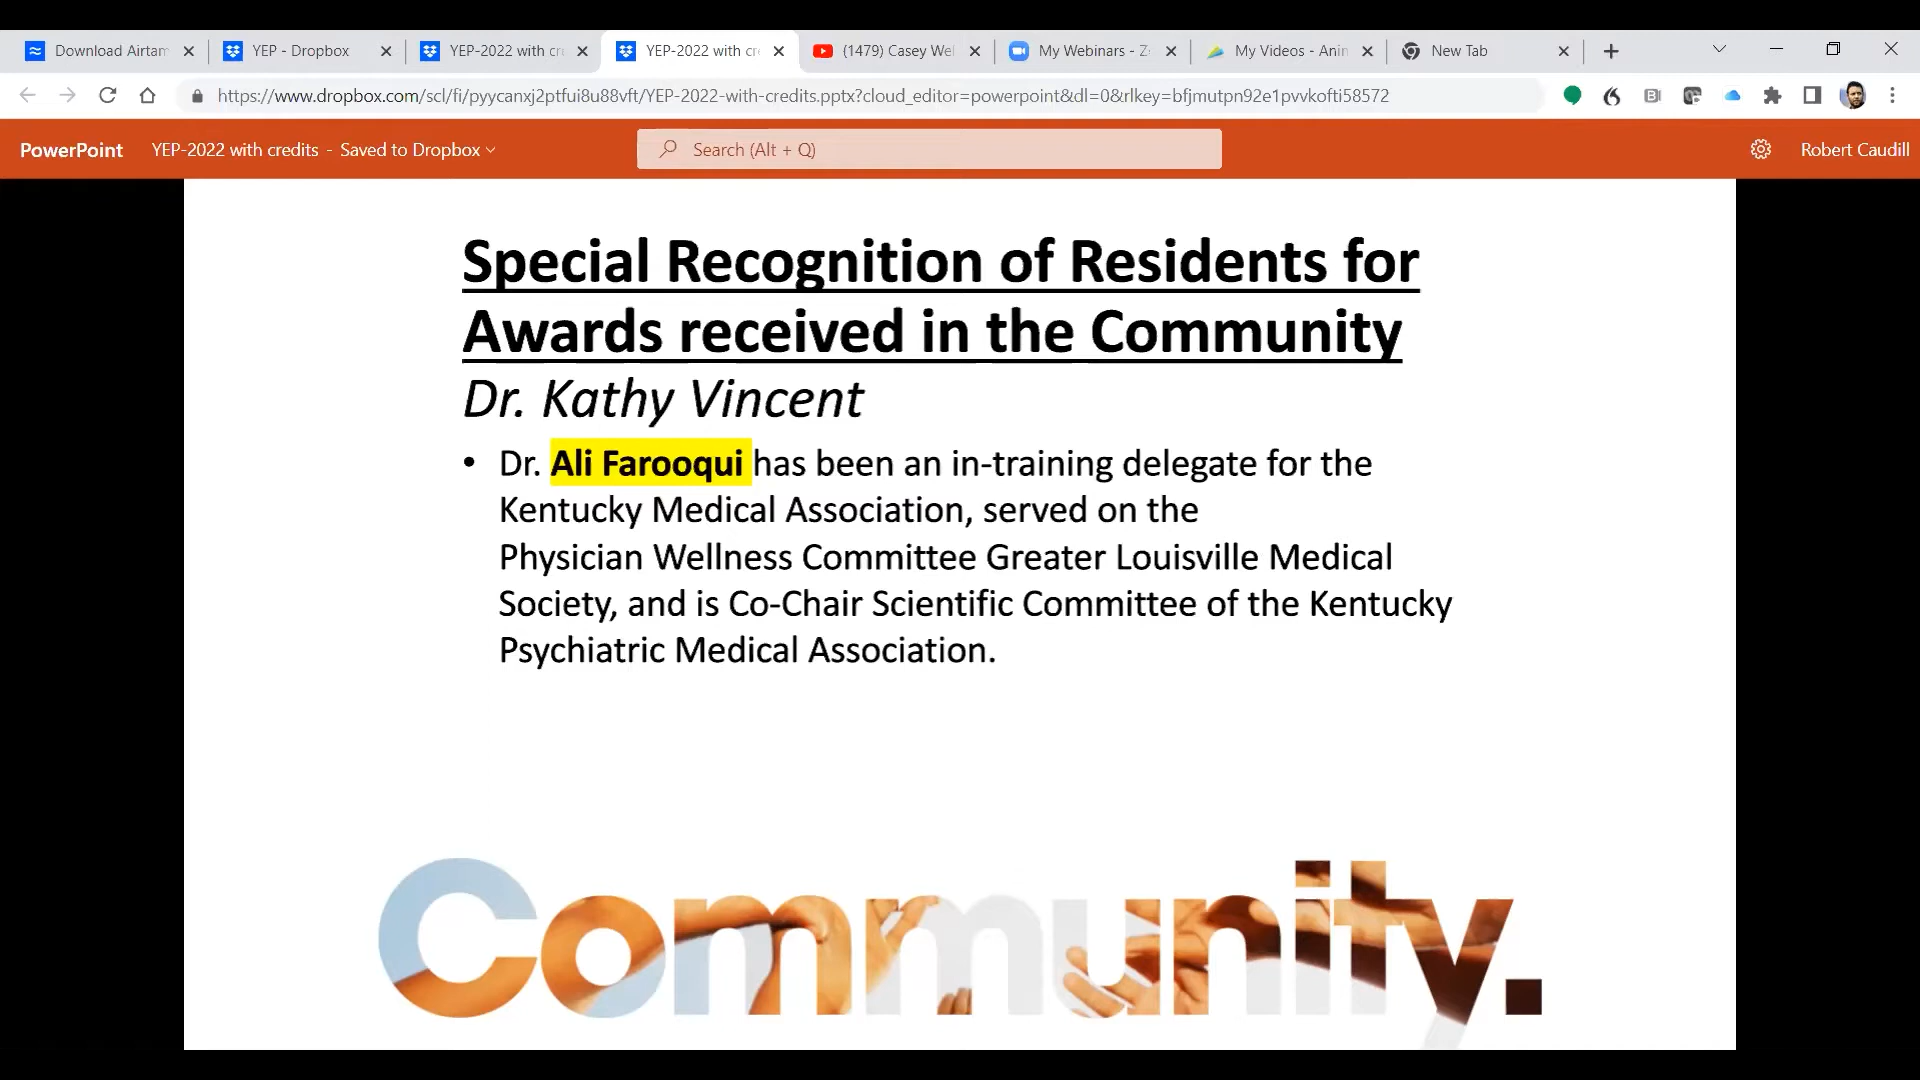 Download Airtam
YEP - Dropbox
YEP-2022 with cr
YEP-2022 with cr
(1479) Casey Wel
My Webinars - Z
My Videos - Anin
New Tab
https://www.dropbox.com/scl/fi/pyycanxj2ptfui8u88vft/YEP-2022-with-credits.pptx?cloud_editor=powerpoint&dl=0&rlkey=bfjmutpn92e1pvvkofti58572
PowerPoint YEP-2022 with credits - Saved to Dropbox
Search (Alt + Q)
Robert Caudill
Special Recognition of Residents for
Awards received in the Community
Dr. Kathy Vincent
• Dr. Ali Farooqui has been an in-training delegate for the
Kentucky Medical Association, served on the
Physician Wellness Committee Greater Louisville Medical
Society, and is Co-Chair Scientific Committee of the Kentucky
Psychiatric Medical Association.
Community.